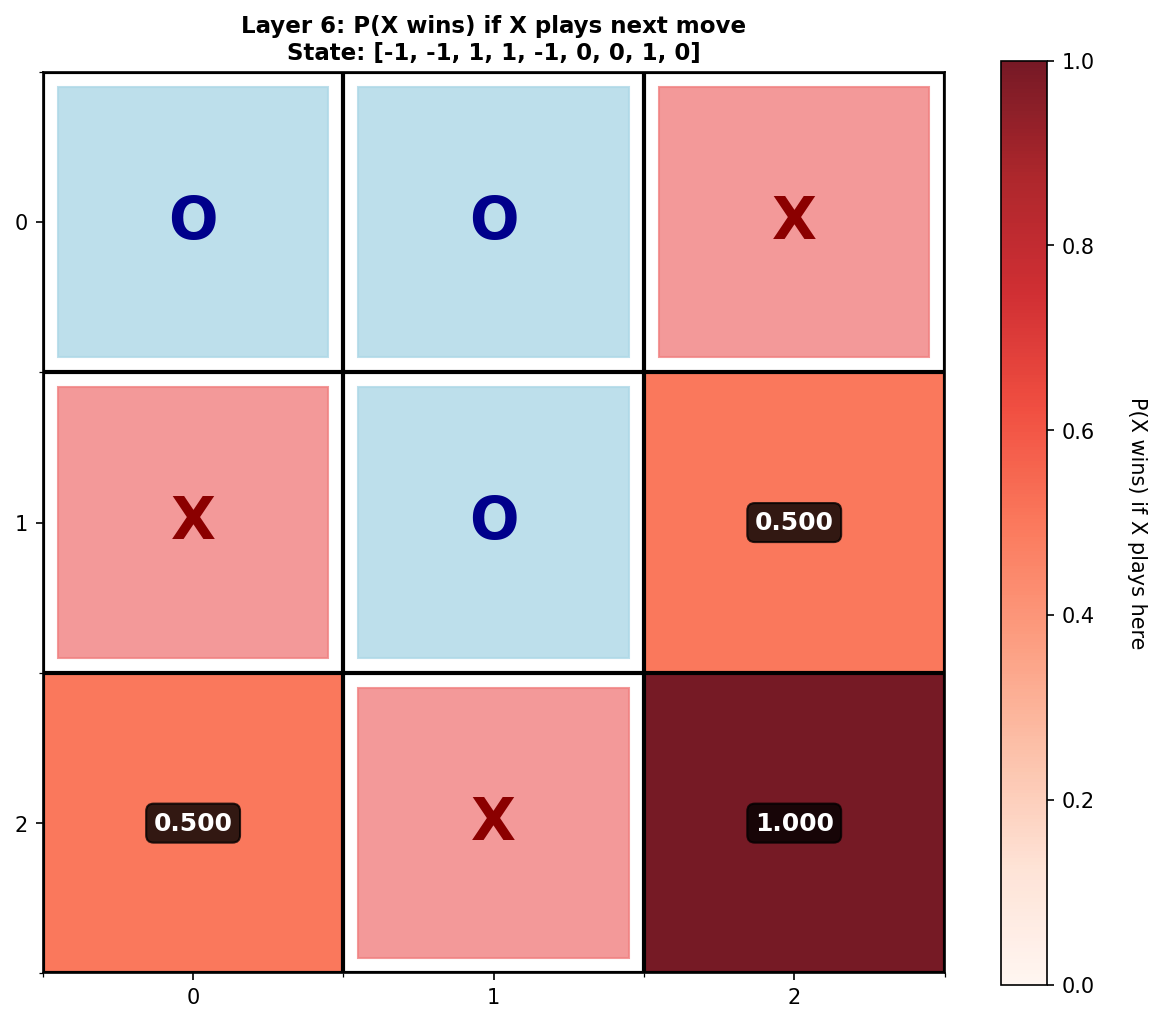 Layer 6: P(X wins) if X plays next move
State: [-1, -1, 1, 1, -1, 0, 0, 1, 0]
0
O
O
X
1
X
O
0.500
2
0.500
X
1.000
0
1
2
1.0
0.8
0.6
0.4
0.2
0.0
P(X wins) if X plays here